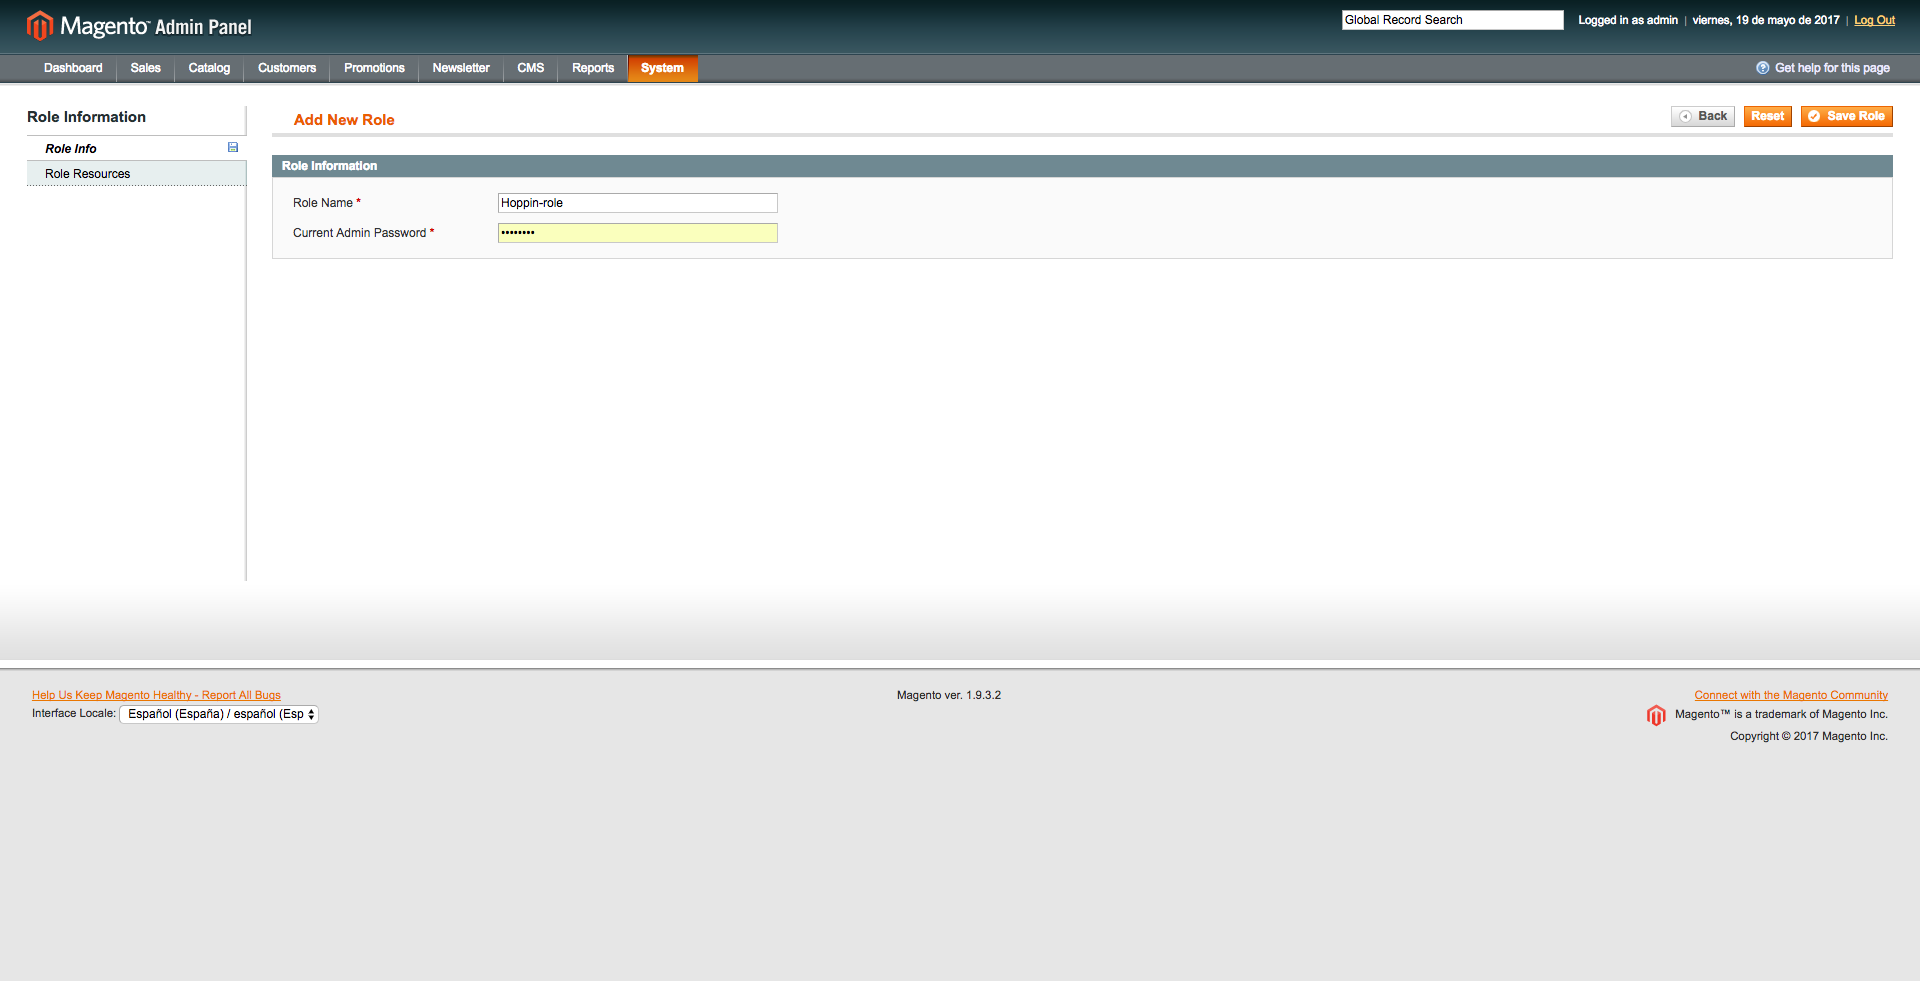 Magento™ Admin Panel
Global Record Search
Logged in as admin | viernes, 19 de mayo de 2017 | Log Out
Dashboard Sales Catalog Customers Promotions Newsletter CMS Reports System
Get help for this page
Role Information
Role Info
Role Resources
Add New Role
Back Reset Save Role
Role Information
Role Name *
Hoppin-role
Current Admin Password *
••••••••
Help Us Keep Magento Healthy - Report All Bugs
Interface Locale: Español (España) / español (Esp
Magento ver. 1.9.3.2
Connect with the Magento Community
Magento™ is a trademark of Magento Inc.
Copyright © 2017 Magento Inc.